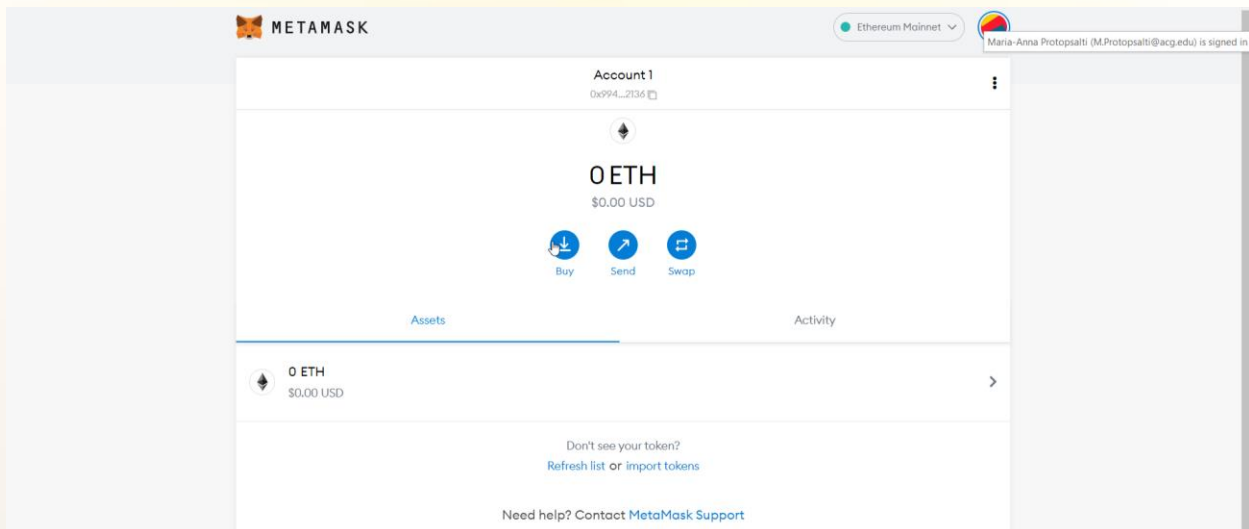 METAMASK
Ethereum Mainnet
Maria-Anna Protopsalti (M.Protopsalti@acg.edu) is signed in
Account 1
0x994...2136
0 ETH
$0.00 USD
Buy Send Swap
Assets Activity
0 ETH
$0.00 USD
Don't see your token?
Refresh list or import tokens
Need help? Contact MetaMask Support